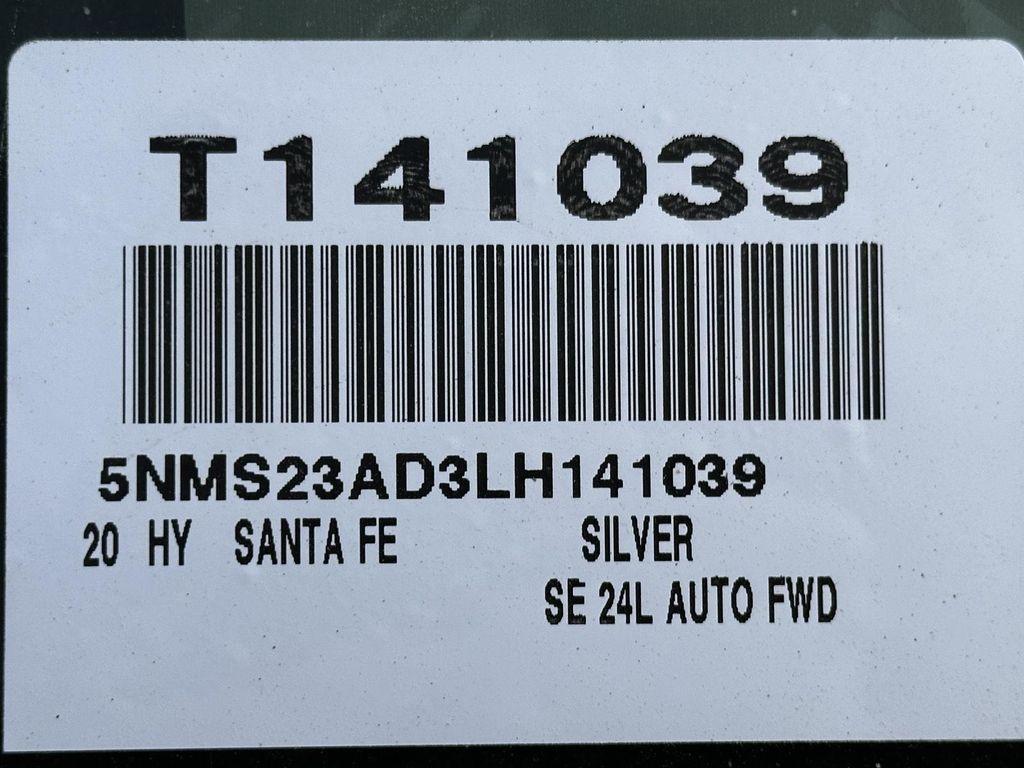 T141039
5NMS23AD3LH141039
20 HY SANTA FE SILVER
SE 24L AUTO FWD